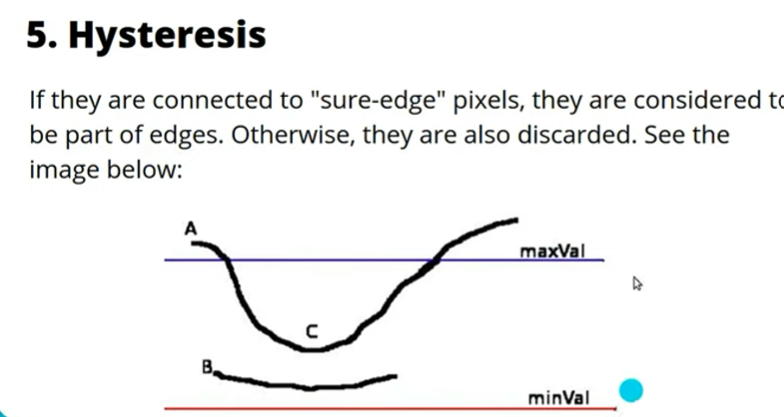 5. Hysteresis
If they are connected to "sure-edge" pixels, they are considered
be part of edges. Otherwise, they are also discarded. See the
image below:
A
maxVal
C
B
minVal